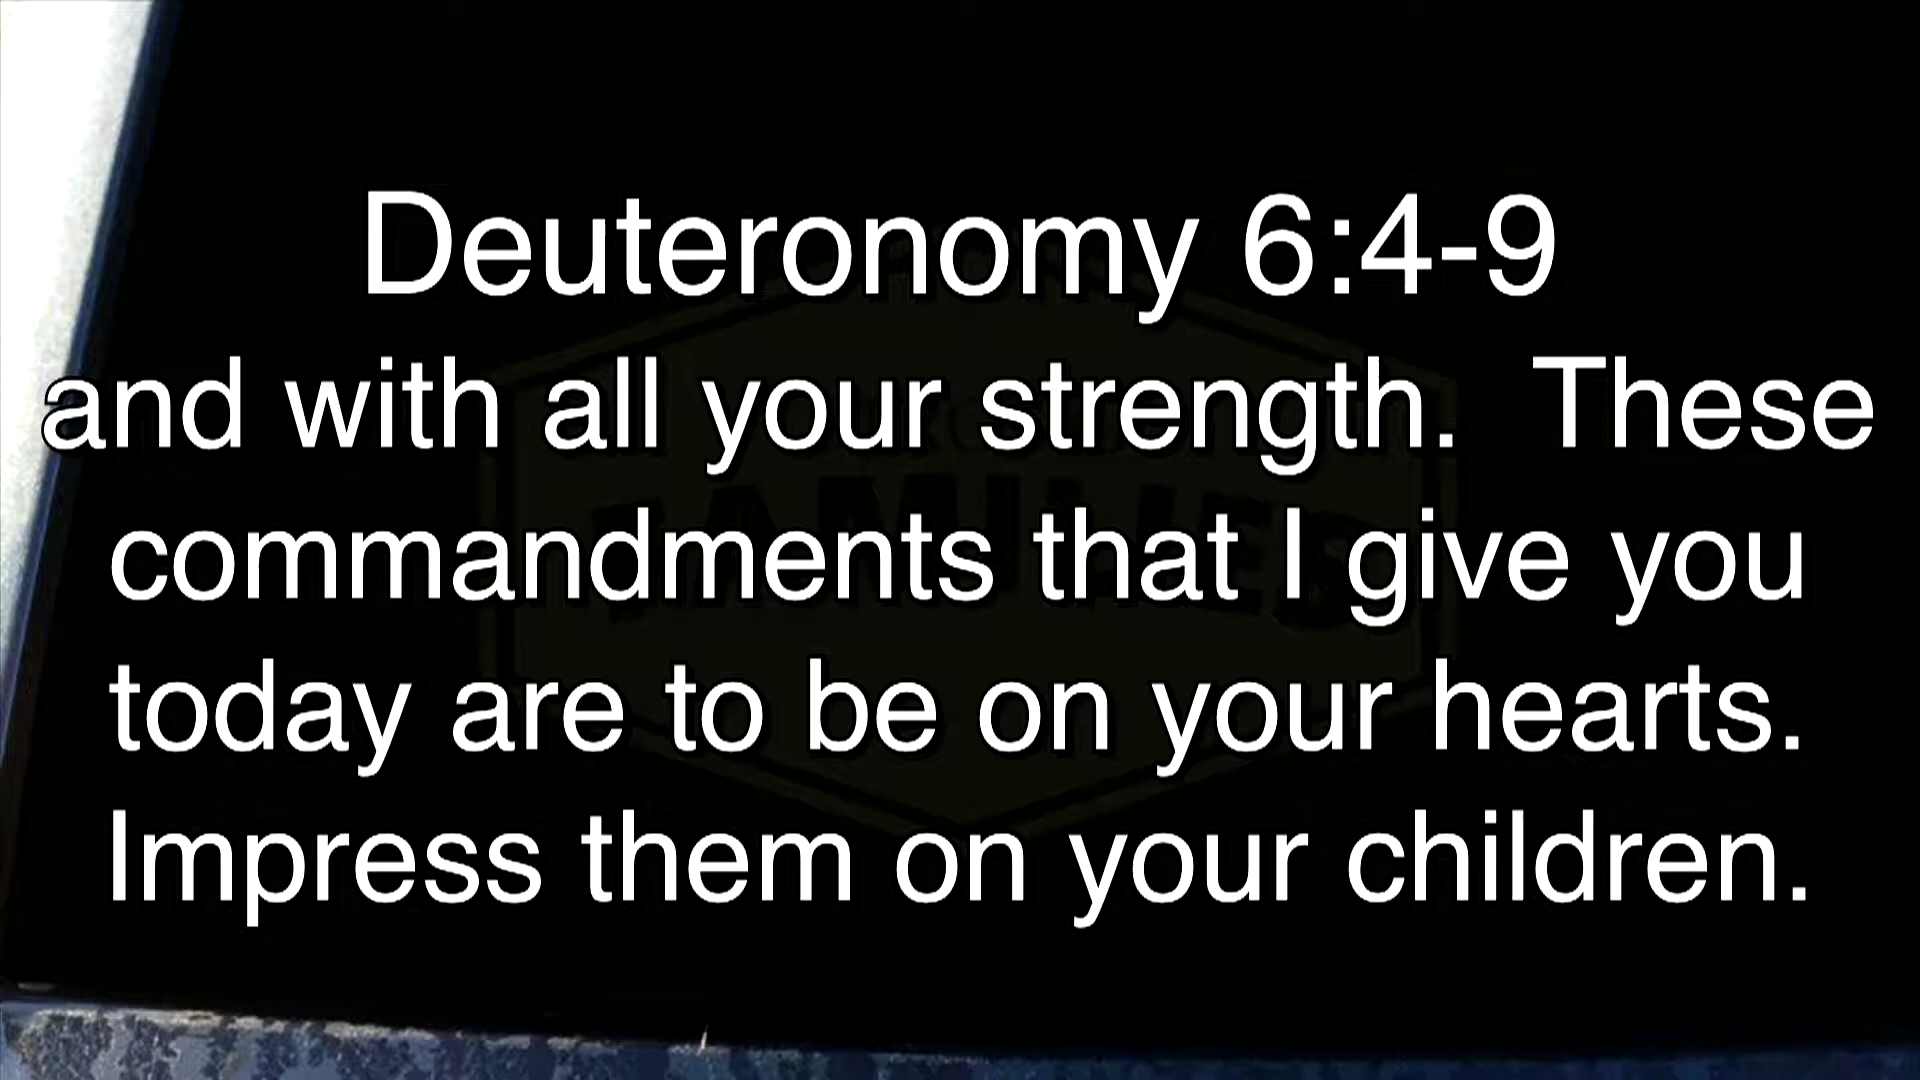 Deuteronomy 6:4-9
and with all your strength.  These
commandments that I give you
today are to be on your hearts.
Impress them on your children.
FAMILIES